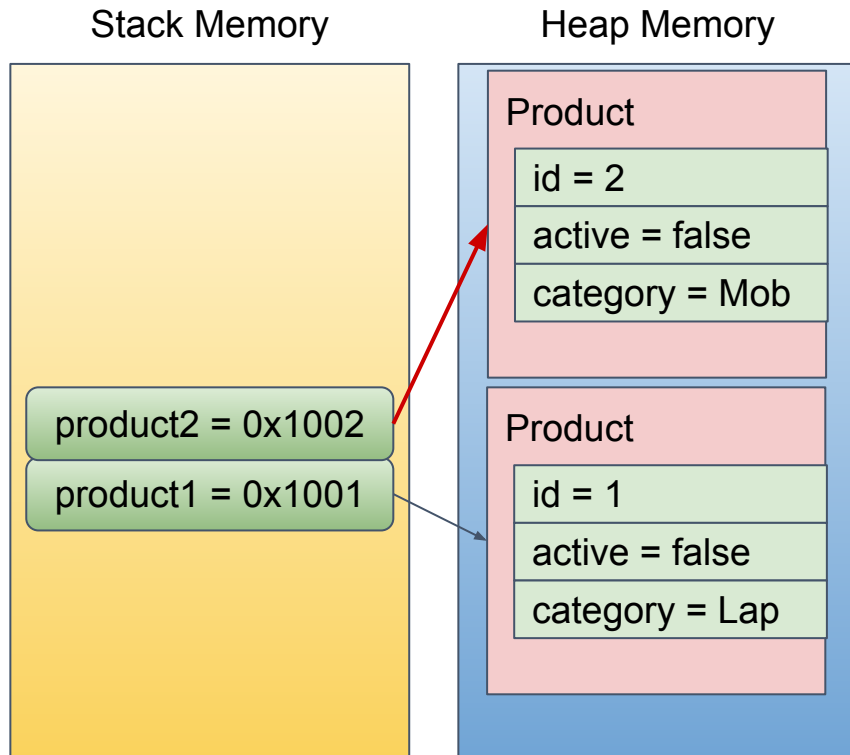 Stack Memory
Heap Memory
product2 = 0x1002
product1 = 0x1001
Product
id = 2
active = false
category = Mob
Product
id = 1
active = false
category = Lap